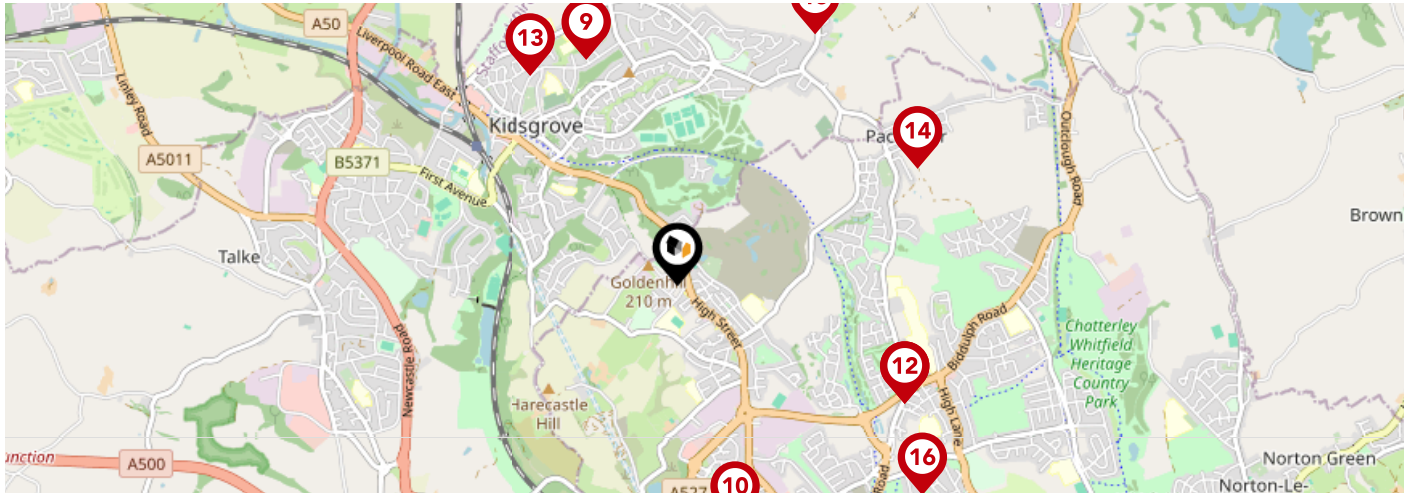 A50
9
13
Liverpool Road East
Linley Road
Kidsgrove
14
Outclough Road
A5011
B5371
First Avenue
Brown
Talke
210 m
High Street
Biddulph Road
Chatterley
Whitfield
Heritage
Country
Park
Newcastle Road
12
Harecastle
Hill
High Lane
A500
16
Norton Green
10
A527
Road
Norton-Le-